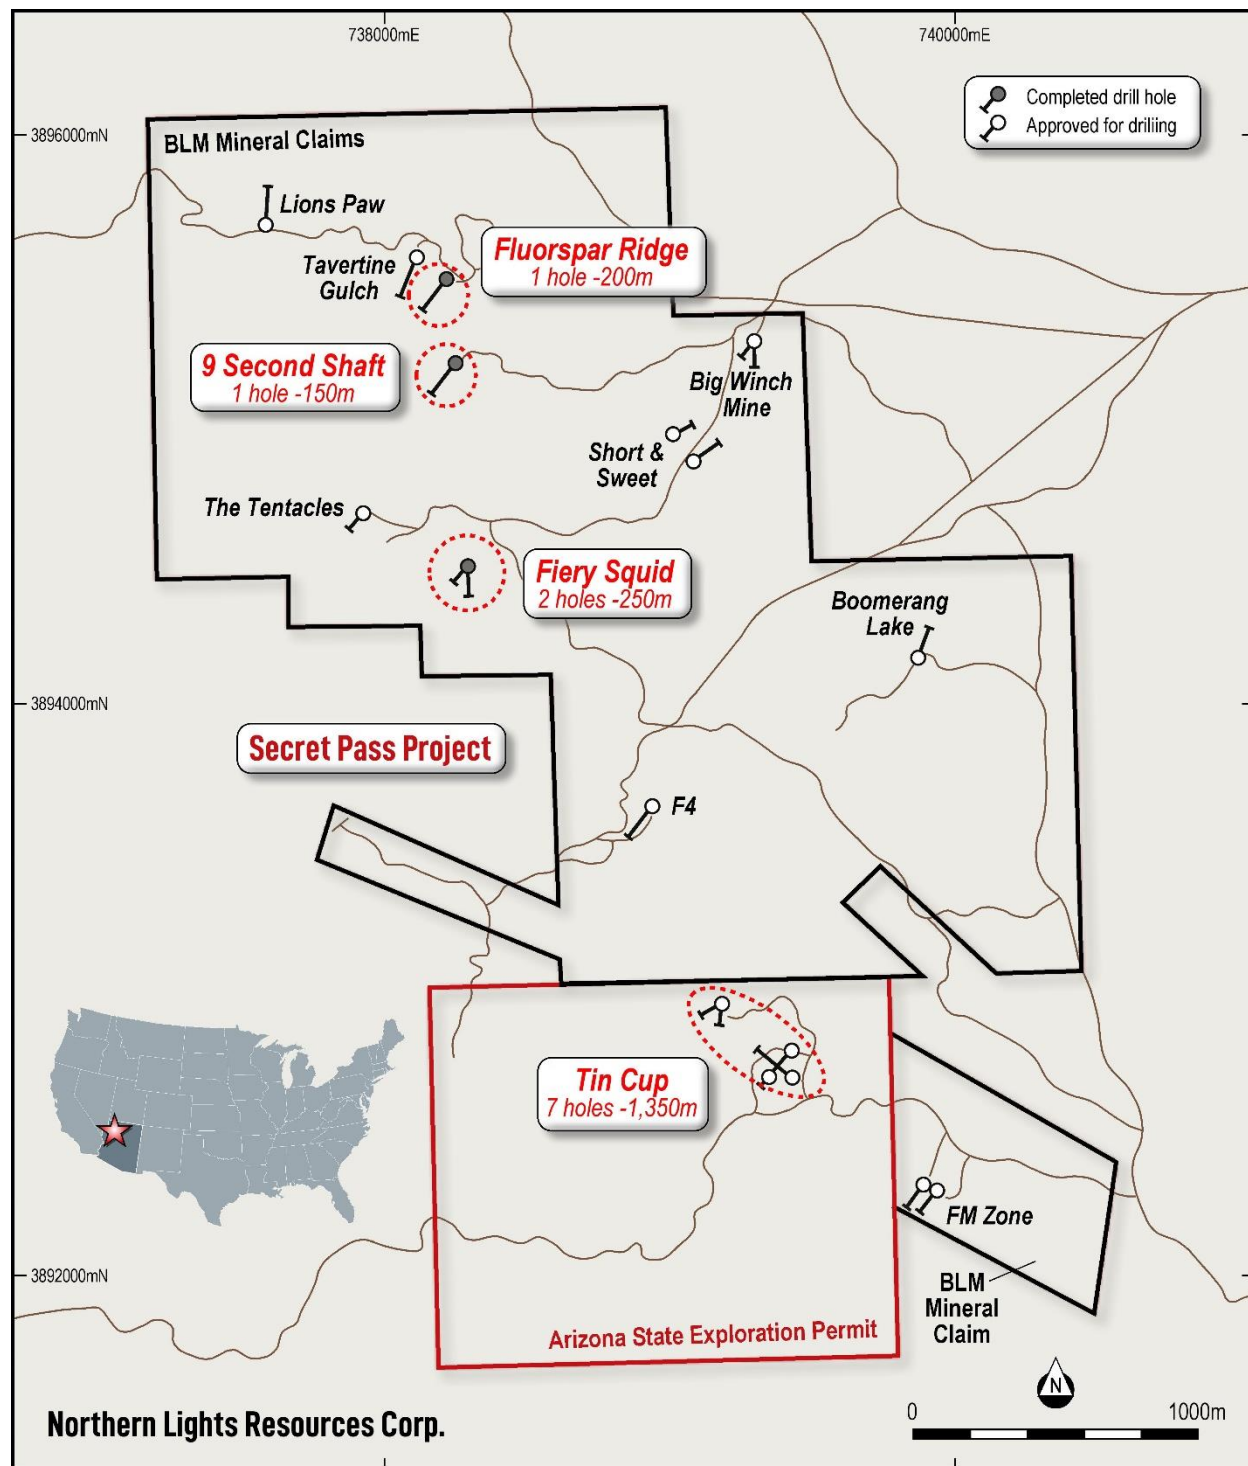 738000mE
740000mE
Completed drill hole
Approved for drilling
3896000mN
BLM Mineral Claims
Lions Paw
Tavertine
Gulch
Fluorspar Ridge
1 hole -200m
9 Second Shaft
1 hole -150m
Big Winch
Mine
Short &
Sweet
The Tentacles
Fiery Squid
2 holes -250m
Boomerang
Lake
3894000mN
Secret Pass Project
F4
Tin Cup
7 holes -1,350m
FM Zone
3892000mN
BLM
Mineral
Claim
Arizona State Exploration Permit
N
Northern Lights Resources Corp.
0
1000m